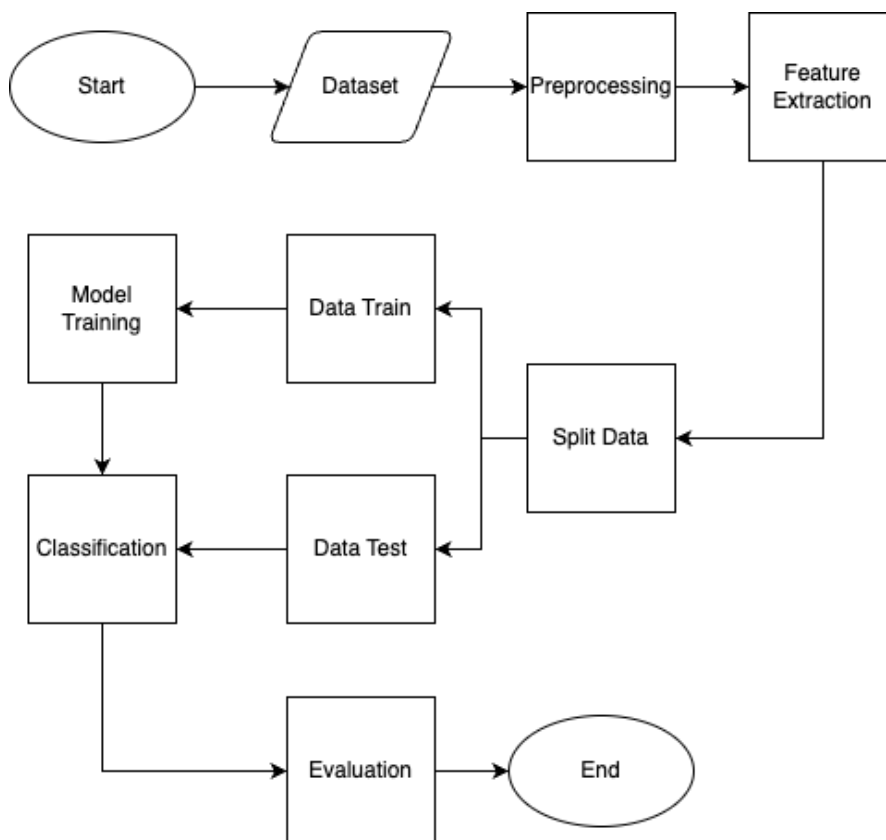 Start
Dataset
Preprocessing
Feature
Extraction
Model
Training
Data Train
Split Data
Classification
Data Test
Evaluation
End